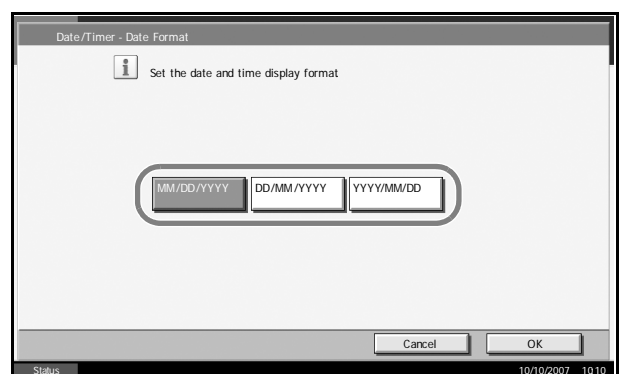 Date/Timer - Date Format
i
Set the date and time display format
MM/DD/YYYY DD/MM/YYYY YYYY/MM/DD
Cancel OK
Status 10/10/2007 10:10